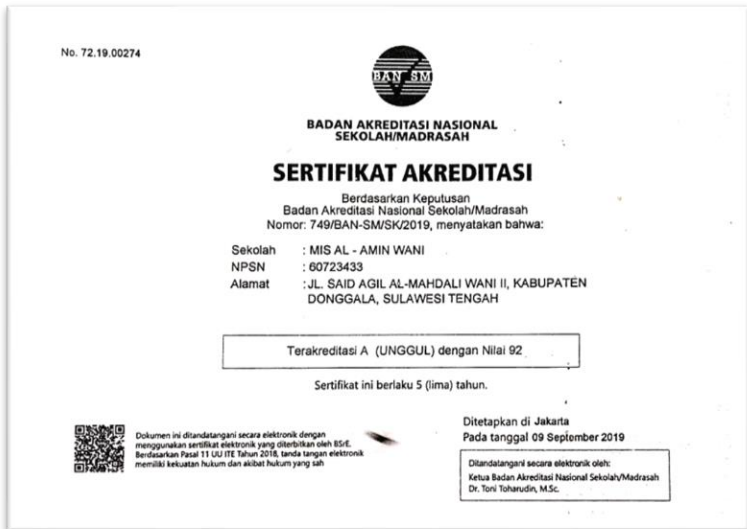 No. 72.19.00274
BAN SM
BADAN AKREDITASI NASIONAL
SEKOLAH/MADRASAH
SERTIFIKAT AKREDITASI
Berdasarkan Keputusan
Badan Akreditasi Nasional Sekolah/Madrasah
Nomor: 749/BAN-SM/SK/2019, menyatakan bahwa:
Sekolah : MIS AL - AMIN WANI
NPSN : 60723433
Alamat : JL. SAID AGIL AL-MAHDALI WANI II, KABUPATEN
DONGGALA, SULAWESI TENGAH
Terakreditasi A (UNGGUL) dengan Nilai 92
Sertifikat ini berlaku 5 (lima) tahun.
Ditetapkan di Jakarta
Pada tanggal 09 September 2019
Dokumen ini ditandatangani secara elektronik dengan
menggunakan sertifikat elektronik yang diterbitkan oleh BSrE.
Berdasarkan Pasal 11 UU ITE Tahun 2018, tanda tangan elektronik
memiliki kekuatan hukum dan akibat hukum yang sah
Ditandatangani secara elektronik oleh:
Ketua Badan Akreditasi Nasional Sekolah/Madrasah
Dr. Toni Toharudin, M.Sc.